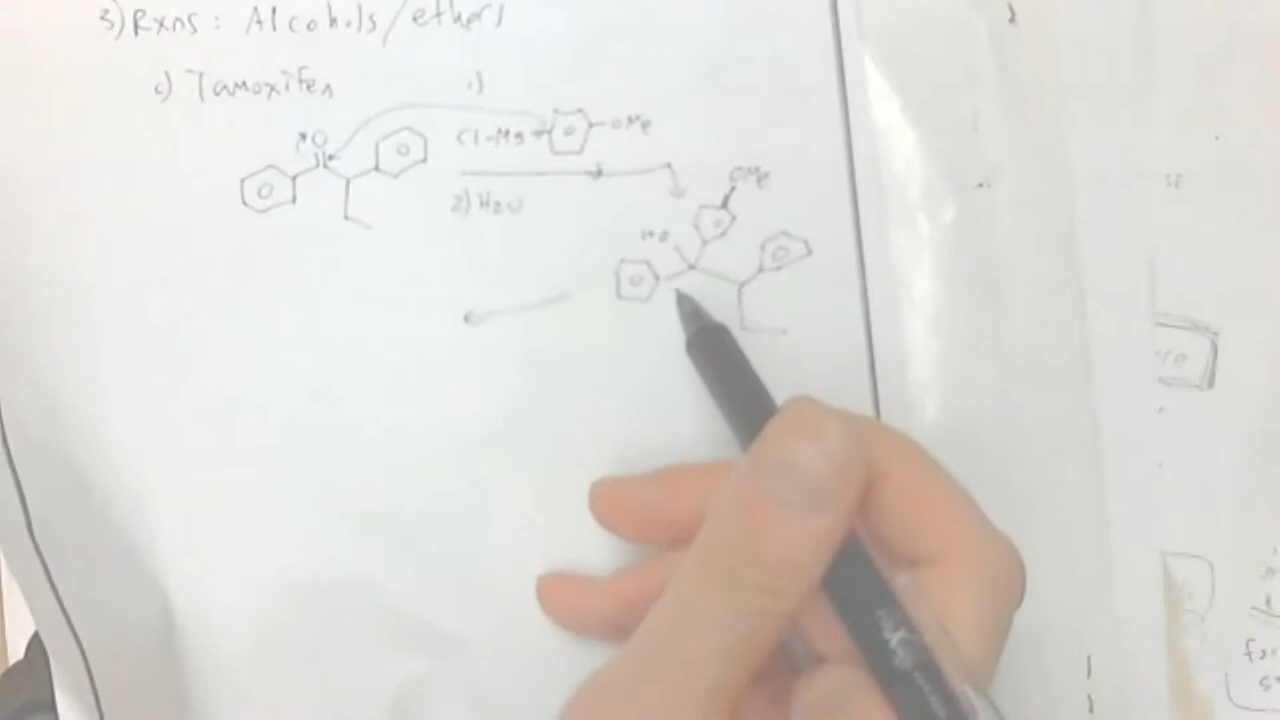 3) Rxns: Alcohols/ethers
c) Tamoxifen
1)
O
Cl-Mg
OMe
2) H2O
OMe
HO